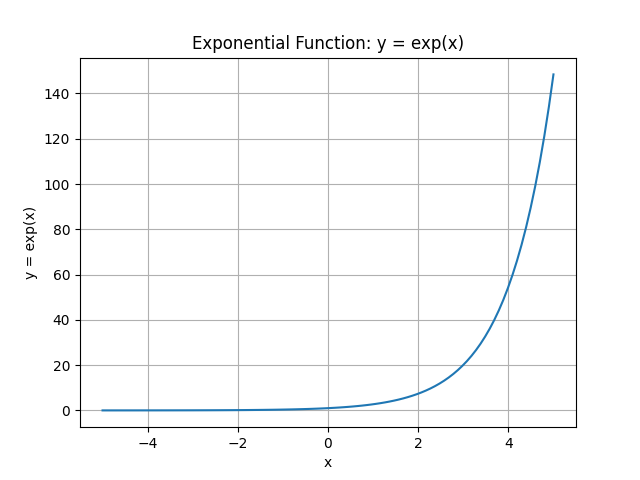 Exponential Function: y = exp(x)
140
120
100
80
60
40
20
0
y = exp(x)
−4 −2 0 2 4
x